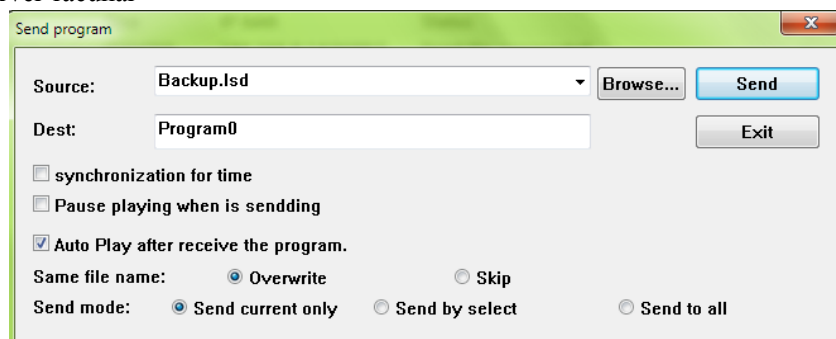 Send program
Source: Backup.lsd Browse... Send
Dest: Program0 Exit
synchronization for time
Pause playing when is sendding
Auto Play after receive the program.
Same file name: Overwrite Skip
Send mode: Send current only Send by select Send to all